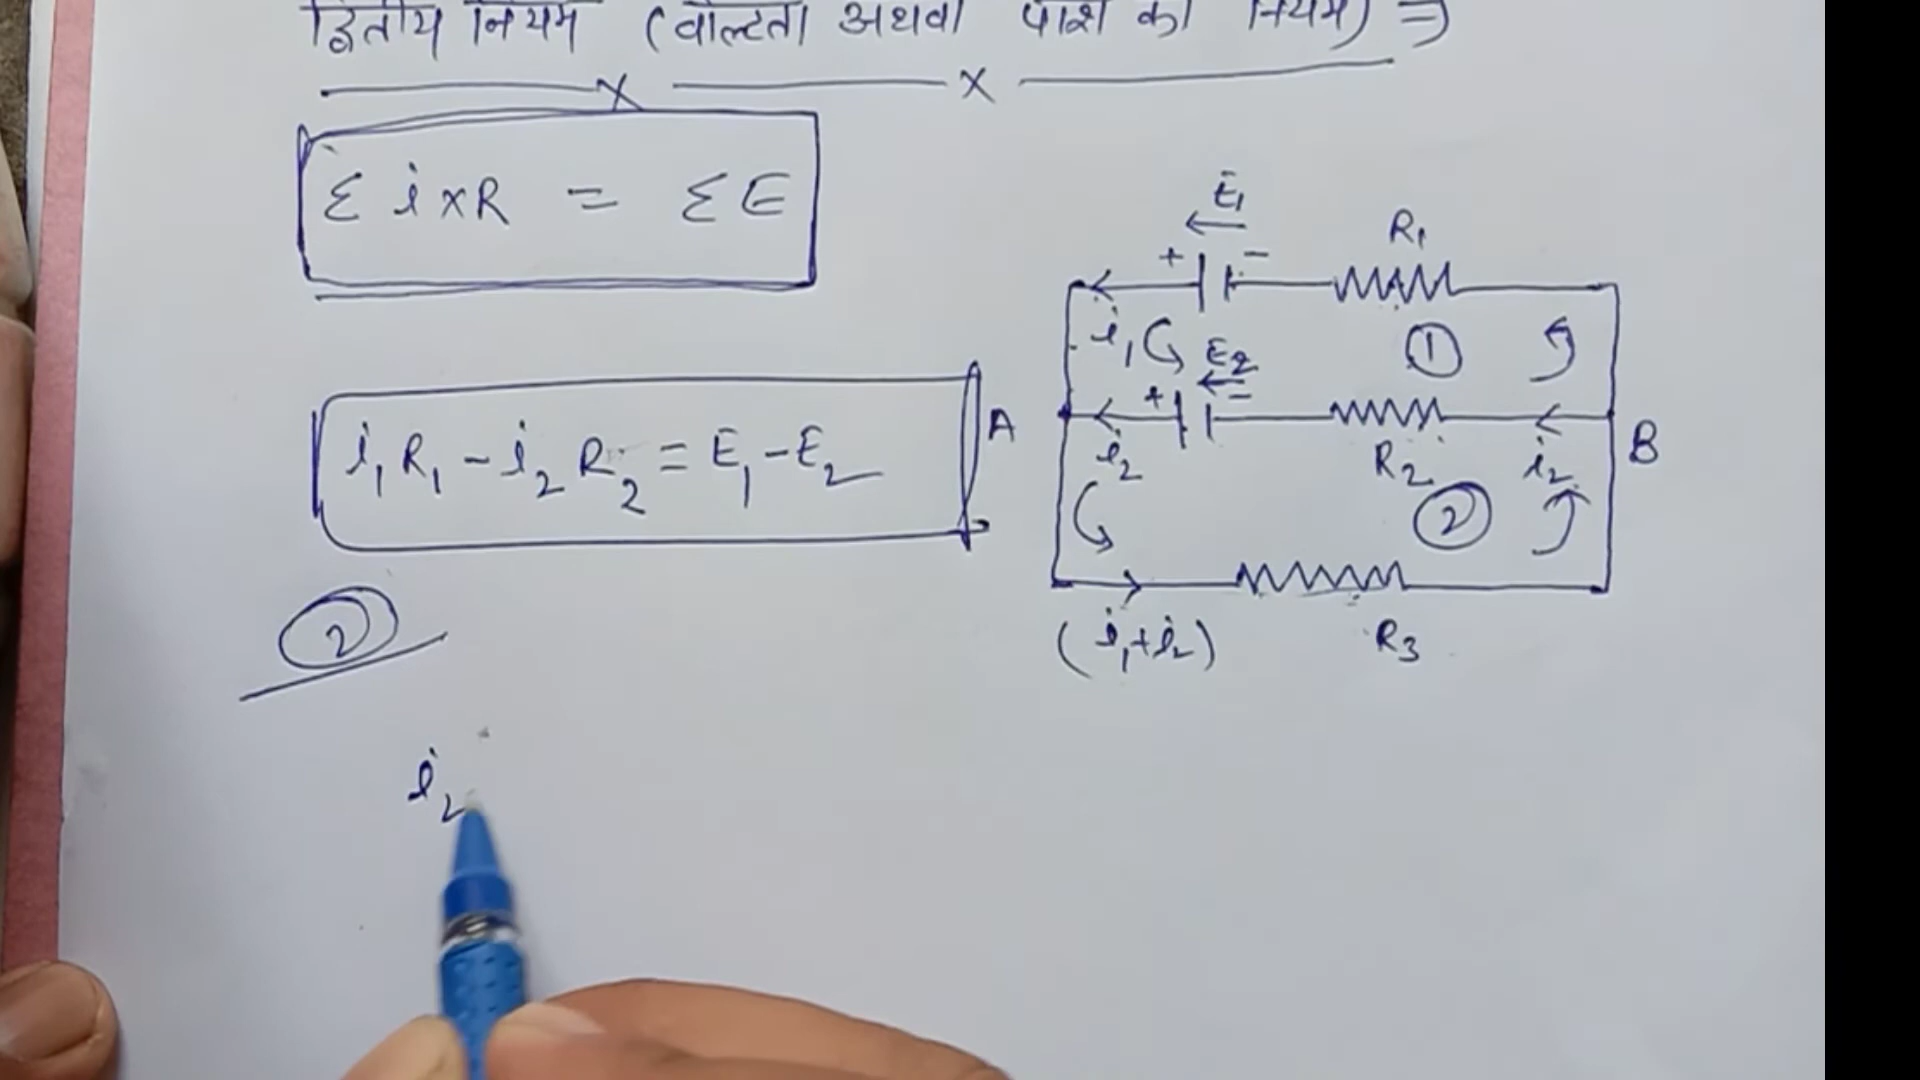 द्वितीय नियम (वोल्टता अथवा पाश का नियम) ⇒
Σ i×R = ΣE
i₁R₁ - i₂R₂ = E₁ - E₂
②
i₂
E₁
R₁
+ -
i₁
①
E₂
+ -
A
B
i₂
R₂
i₂
②
(i₁+i₂)
R₃